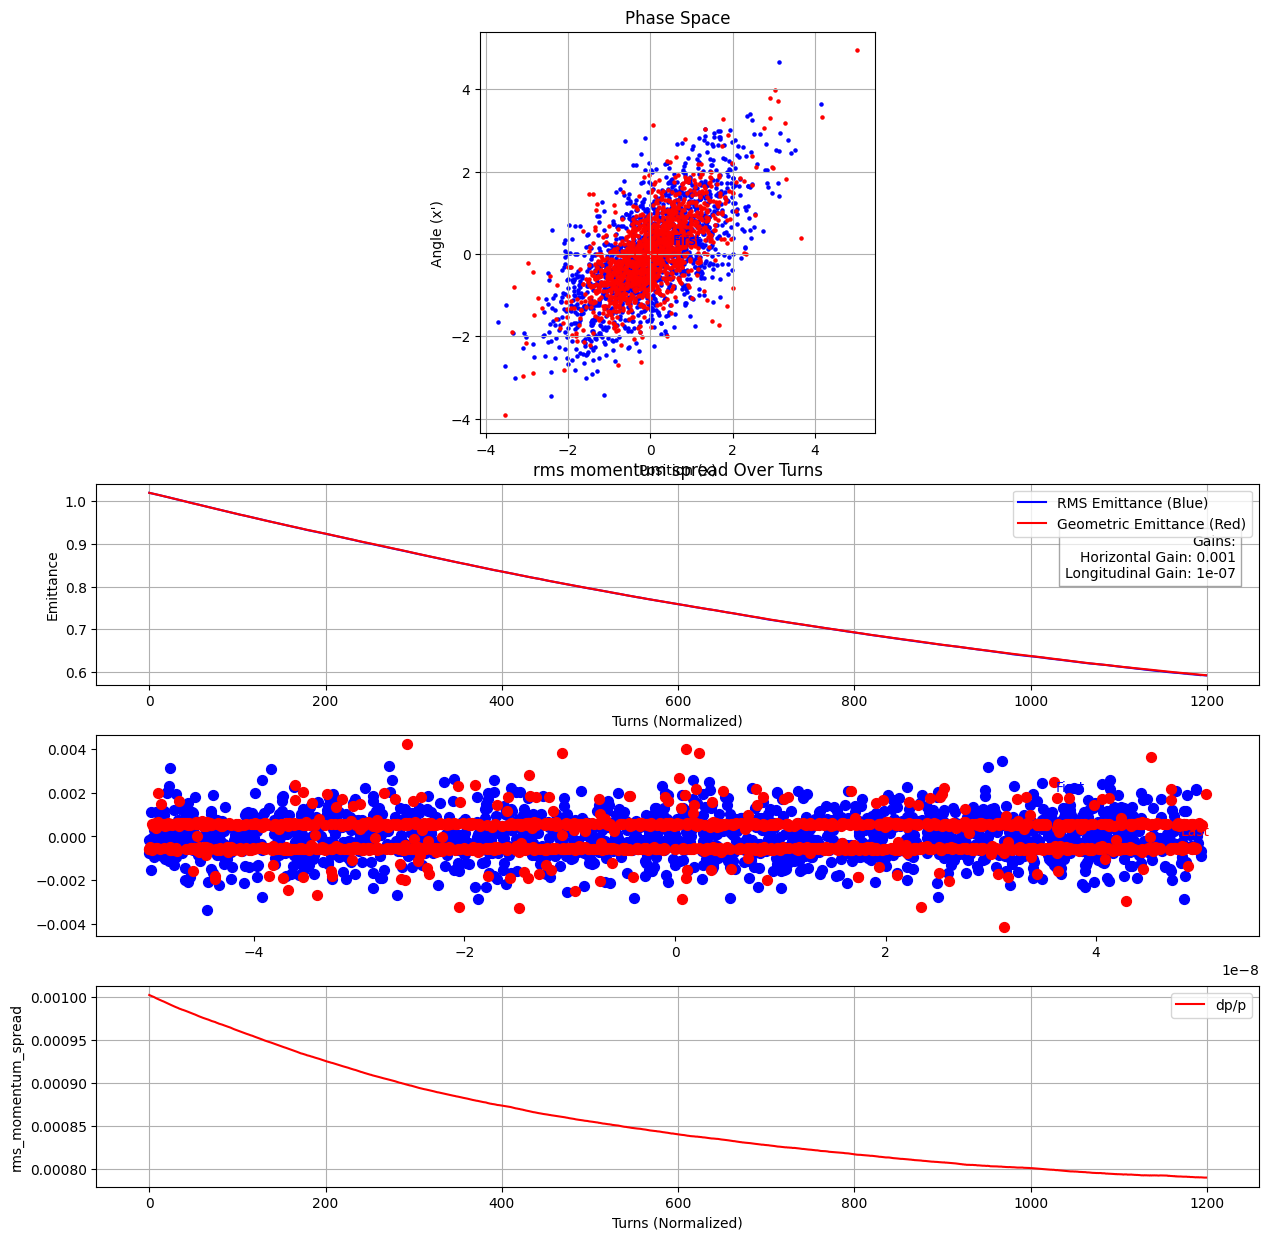 Phase Space
4
2
0
−2
−4
Angle (x')
First
−4
−2
0
2
4
Position (x)
rms momentum spread Over Turns
1.0
0.9
0.8
0.7
0.6
Emittance
RMS Emittance (Blue)
Geometric Emittance (Red)
Gains:
Horizontal Gain: 0.001
Longitudinal Gain: 1e-07
0
200
400
600
800
1000
1200
Turns (Normalized)
0.004
0.002
0.000
−0.002
−0.004
First
Last
−4
−2
0
2
4
1e−8
0.00100
0.00095
0.00090
0.00085
0.00080
rms_momentum_spread
dp/p
0
200
400
600
800
1000
1200
Turns (Normalized)